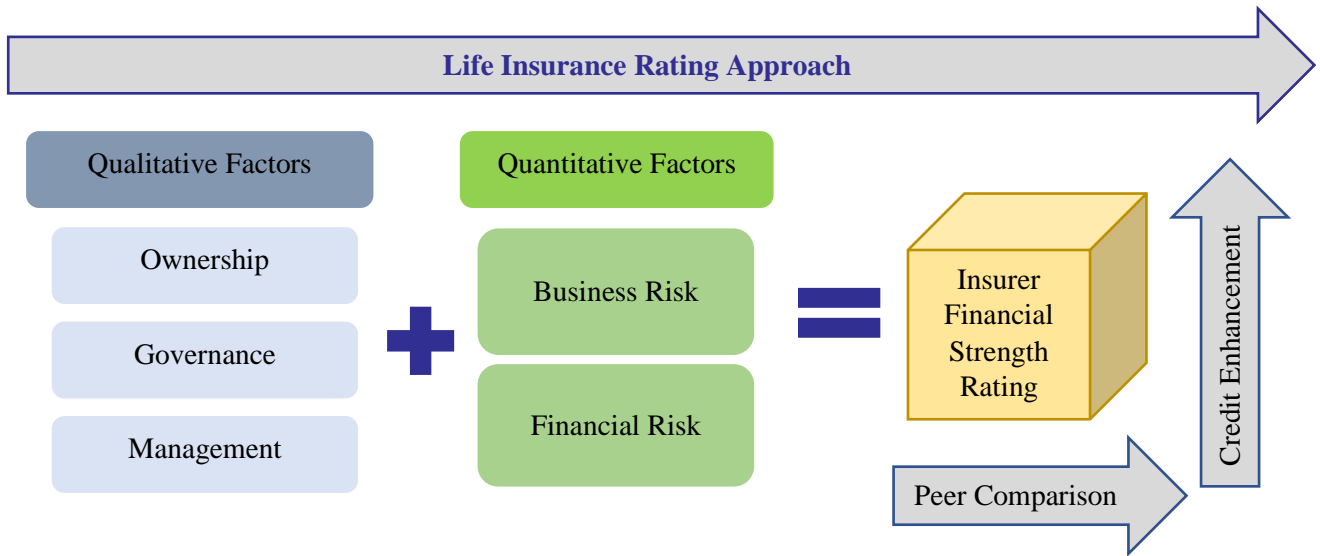 Life Insurance Rating Approach
Qualitative Factors
Ownership
Governance
Management
Quantitative Factors
Business Risk
Financial Risk
Insurer
Financial
Strength
Rating
Peer Comparison
Credit Enhancement